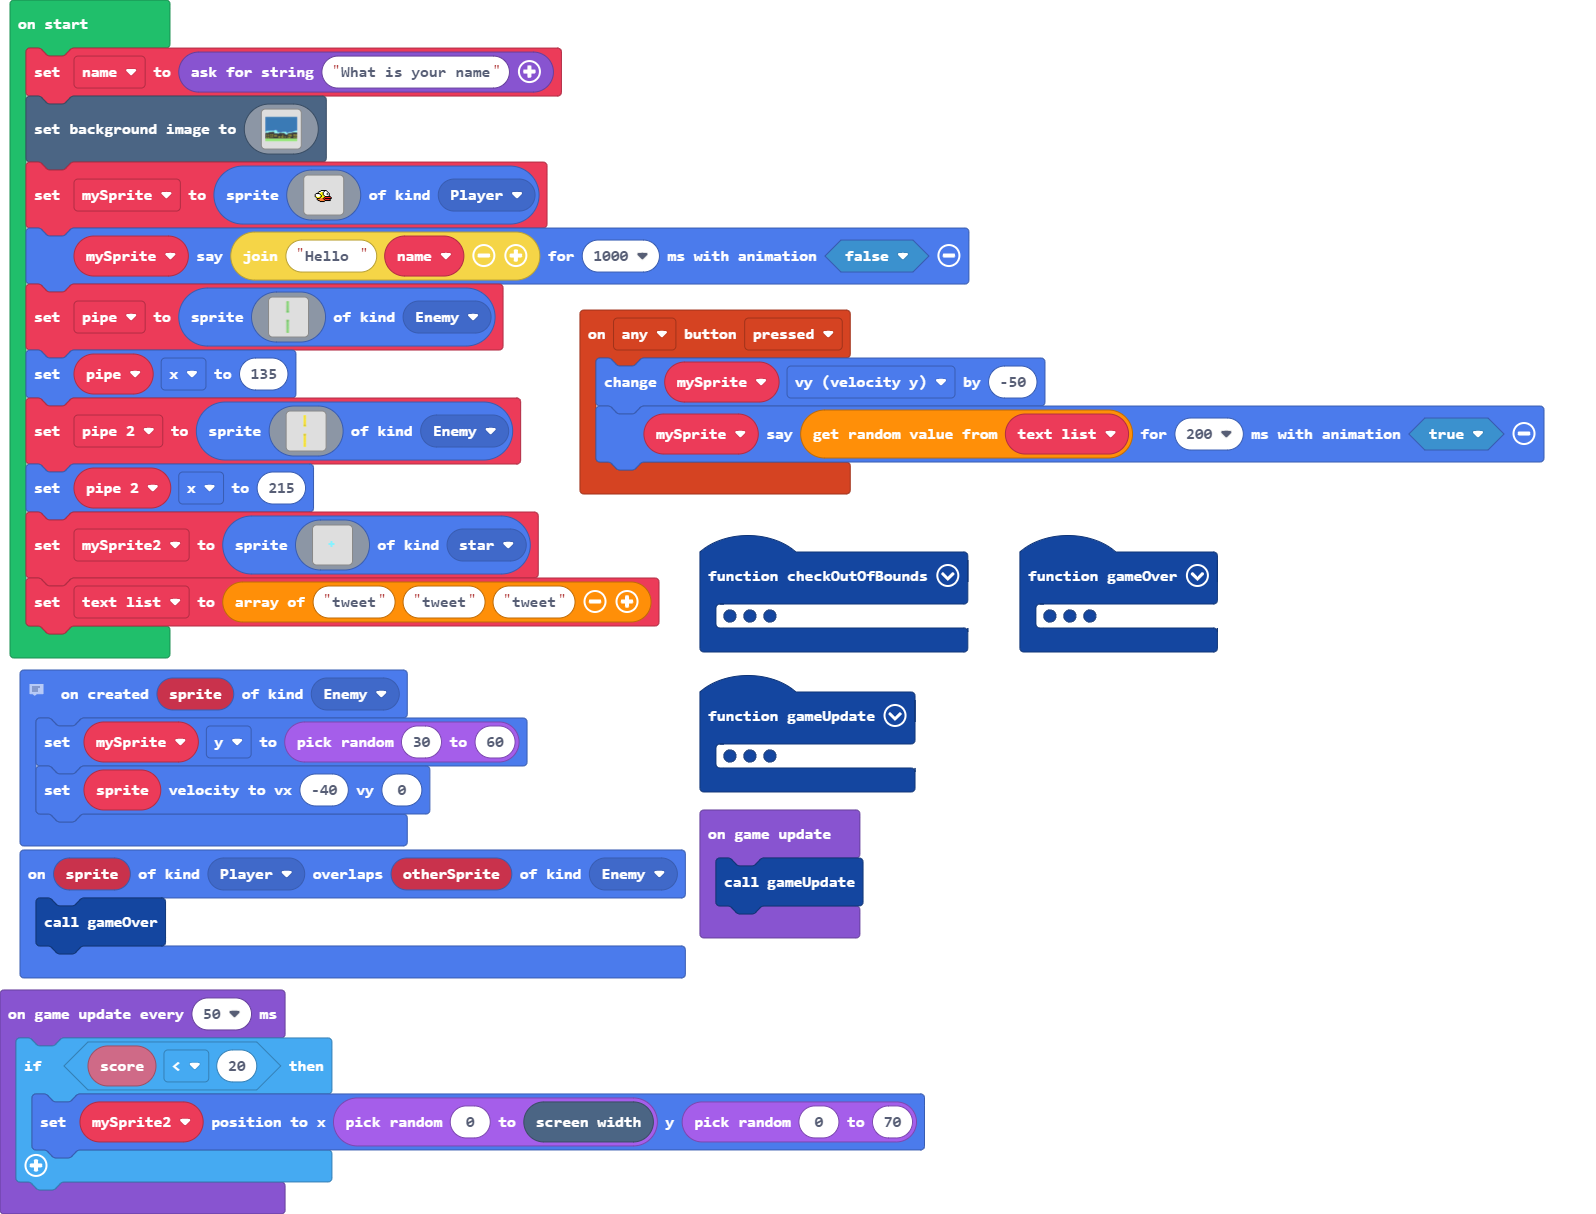 on start
set name to ask for string "What is your name"
set background image to
set mySprite to sprite of kind Player
mySprite say join "Hello " name for 1000 ms with animation false
set pipe to sprite of kind Enemy
set pipe x to 135
set pipe 2 to sprite of kind Enemy
set pipe 2 x to 215
set mySprite2 to sprite of kind star
set text list to array of "tweet" "tweet" "tweet"
on any button pressed
change mySprite vy (velocity y) by -50
mySprite say get random value from text list for 200 ms with animation true
function checkOutOfBounds
function gameOver
function gameUpdate
on game update
call gameUpdate
on created sprite of kind Enemy
set mySprite y to pick random 30 to 60
set sprite velocity to vx -40 vy 0
on sprite of kind Player overlaps otherSprite of kind Enemy
call gameOver
on game update every 50 ms
if score < 20 then
set mySprite2 position to x pick random 0 to screen width y pick random 0 to 70